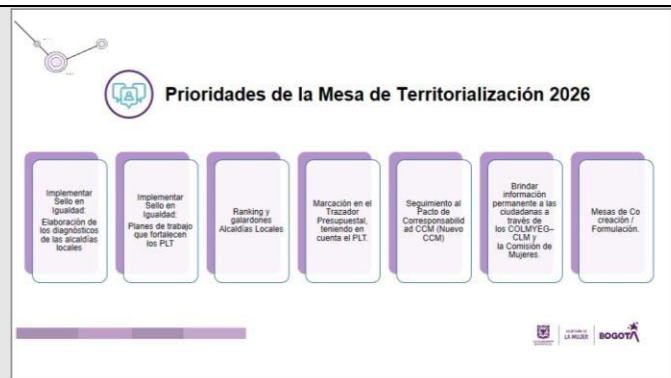 Prioridades de la Mesa de Territorialización 2026
Implementar
Sello en
Igualdad:
Elaboración de
los diagnósticos
de las alcaldías
locales
Implementar
Sello en
Igualdad:
Planes de trabajo
que fortalecen
los PLT
Ranking y
galardones
Alcaldías Locales
Marcación en el
Trazador
Presupuestal,
teniendo en
cuenta el PLT.
Seguimiento al
Pacto de
Corresponsabilid
ad CCM (Nuevo
CCM)
Brindar
información
permanente a las
ciudadanas a
través de
los COLMYEG–
CLM y
la Comisión de
Mujeres.
Mesas de Co
creación /
Formulación.
LA MUJER
BOGOTÁ